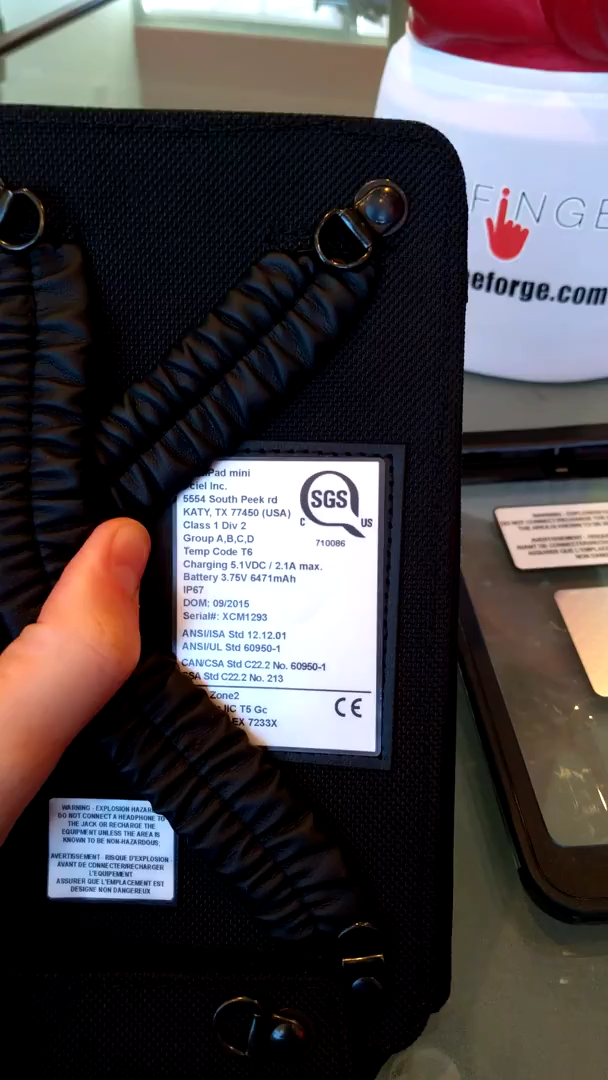 FiNGE
eforge.com
Pad mini
ciel Inc.
5554 South Peek rd
KATY, TX 77450 (USA)
Class 1 Div 2
Group A,B,C,D
Temp Code T6
Charging 5.1VDC / 2.1A max.
Battery 3.75V 6471mAh
IP67
DOM: 09/2015
Serial#: XCM1293
ANSI/ISA Std 12.12.01
ANSI/UL Std 60950-1
CAN/CSA Std C22.2 No. 60950-1
CSA Std C22.2 No. 213
Zone2
IIC T5 Gc
EX 7233X
SGS
C US
710086
CE
WARNING - EXPLOSION HAZAR
DO NOT CONNECT A HEADPHONE TO
THE JACK OR RECHARGE THE
EQUIPMENT UNLESS THE AREA IS
KNOWN TO BE NON-HAZARDOUS;
AVERTISSEMENT - RISQUE D'EXPLOSION -
AVANT DE CONNECTER/RECHARGER
L'EQUIPEMENT
ASSURER QUE L'EMPLACEMENT EST
DESIGNE NON DANGEREUX